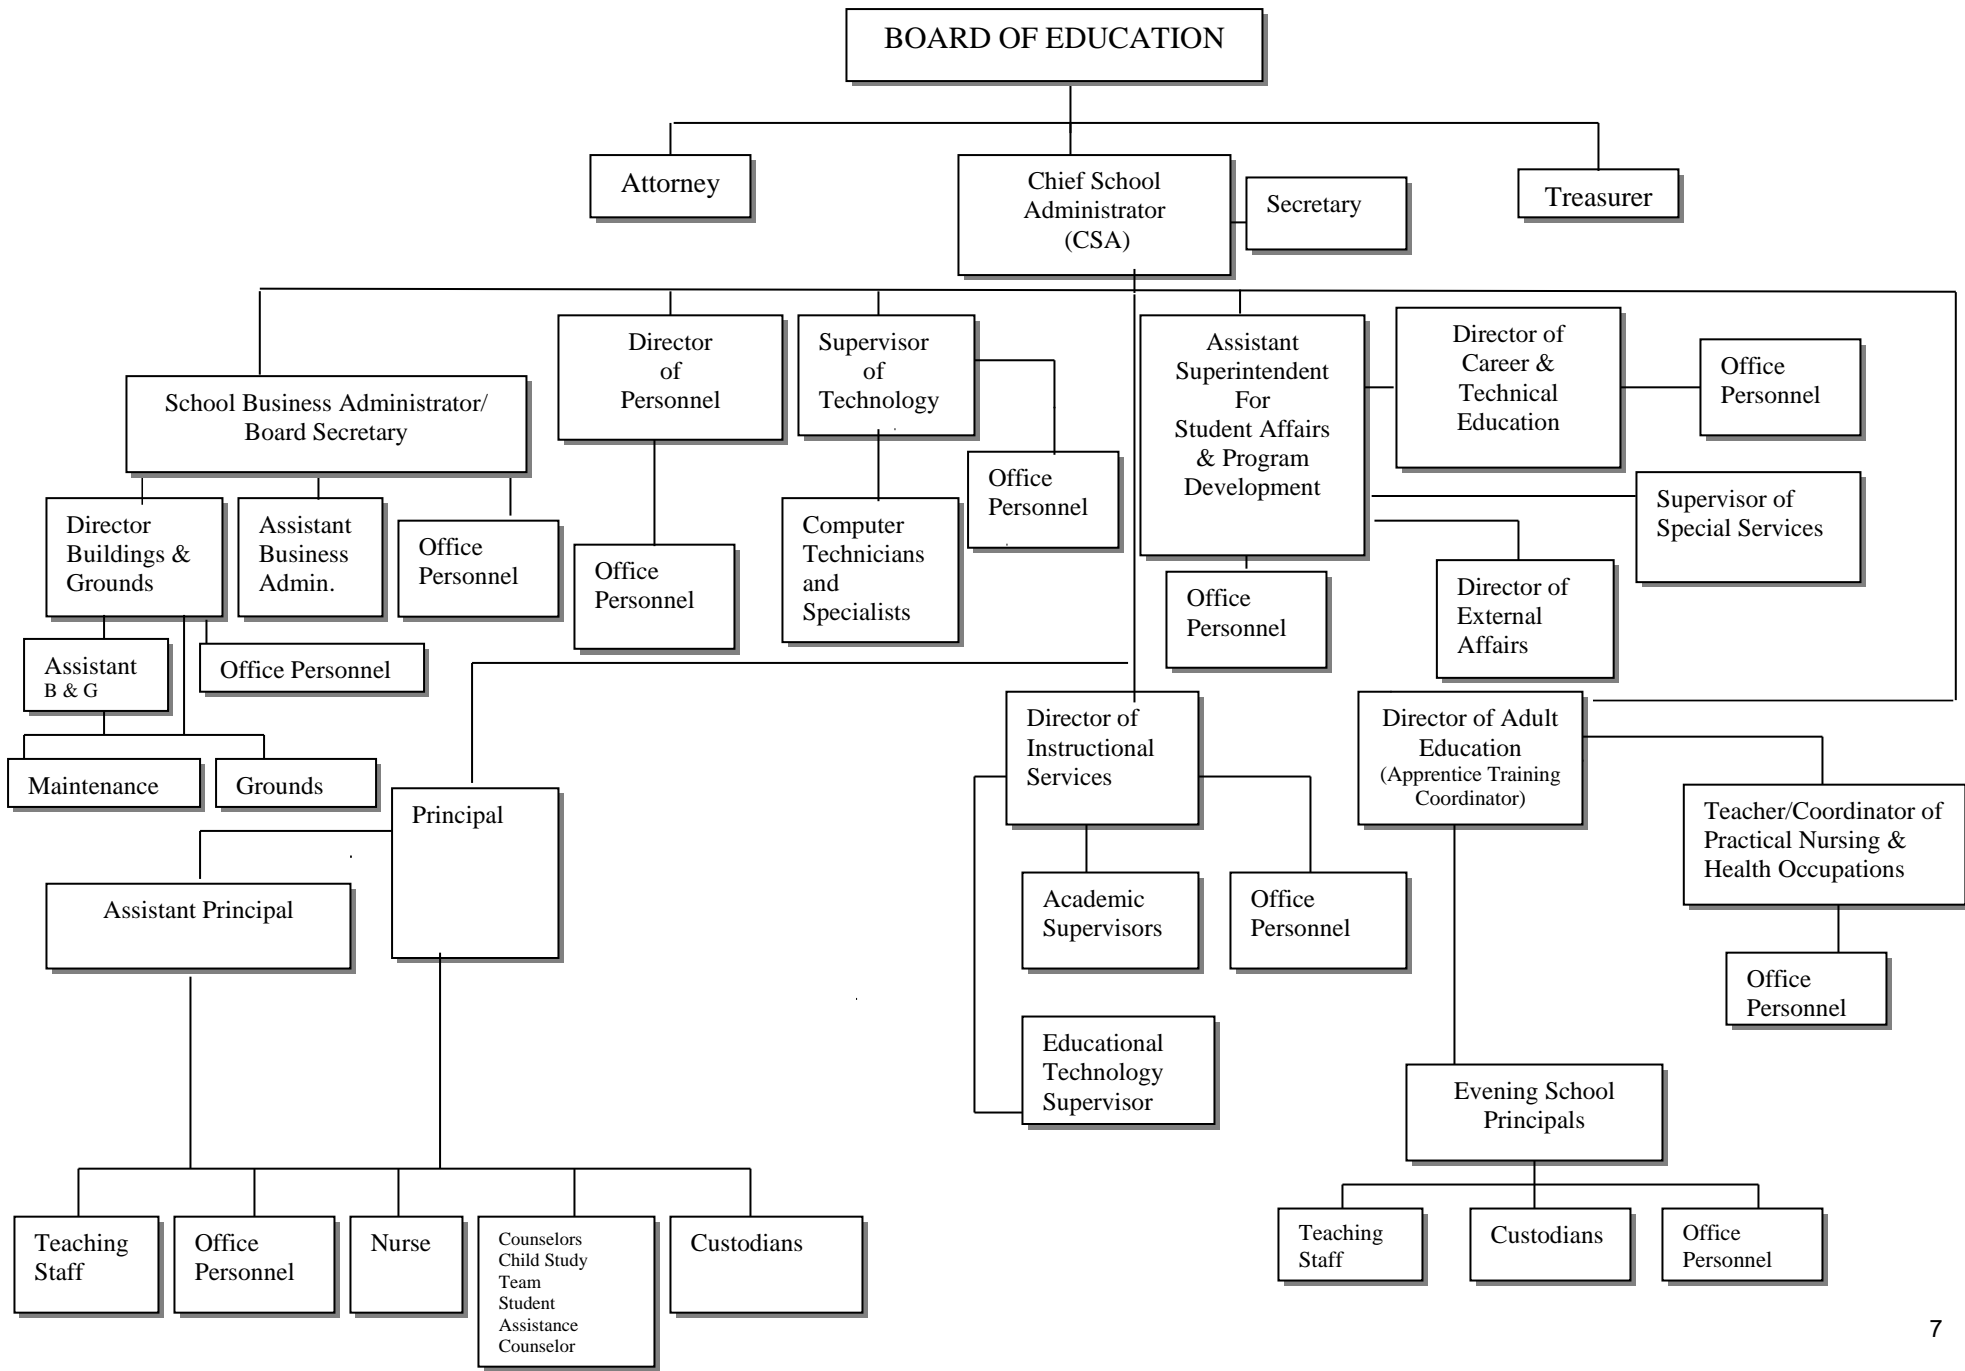 BOARD OF EDUCATION
Attorney
Chief School
Administrator
(CSA)
Secretary
Treasurer
School Business Administrator/
Board Secretary
Director
of
Personnel
Supervisor
of
Technology
Assistant
Superintendent
For
Student Affairs
& Program
Development
Director of
Career &
Technical
Education
Office
Personnel
Director
Buildings &
Grounds
Assistant
Business
Admin.
Office
Personnel
Office
Personnel
Computer
Technicians
and
Specialists
Office
Personnel
Office
Personnel
Director of
External
Affairs
Supervisor of
Special Services
Assistant
B & G
Office Personnel
Maintenance
Grounds
Principal
Assistant Principal
Director of
Instructional
Services
Director of Adult
Education
(Apprentice Training
Coordinator)
Teacher/Coordinator of
Practical Nursing &
Health Occupations
Academic
Supervisors
Office
Personnel
Office
Personnel
Educational
Technology
Supervisor
Evening School
Principals
Teaching
Staff
Office
Personnel
Nurse
Counselors
Child Study
Team
Student
Assistance
Counselor
Custodians
Teaching
Staff
Custodians
Office
Personnel
7